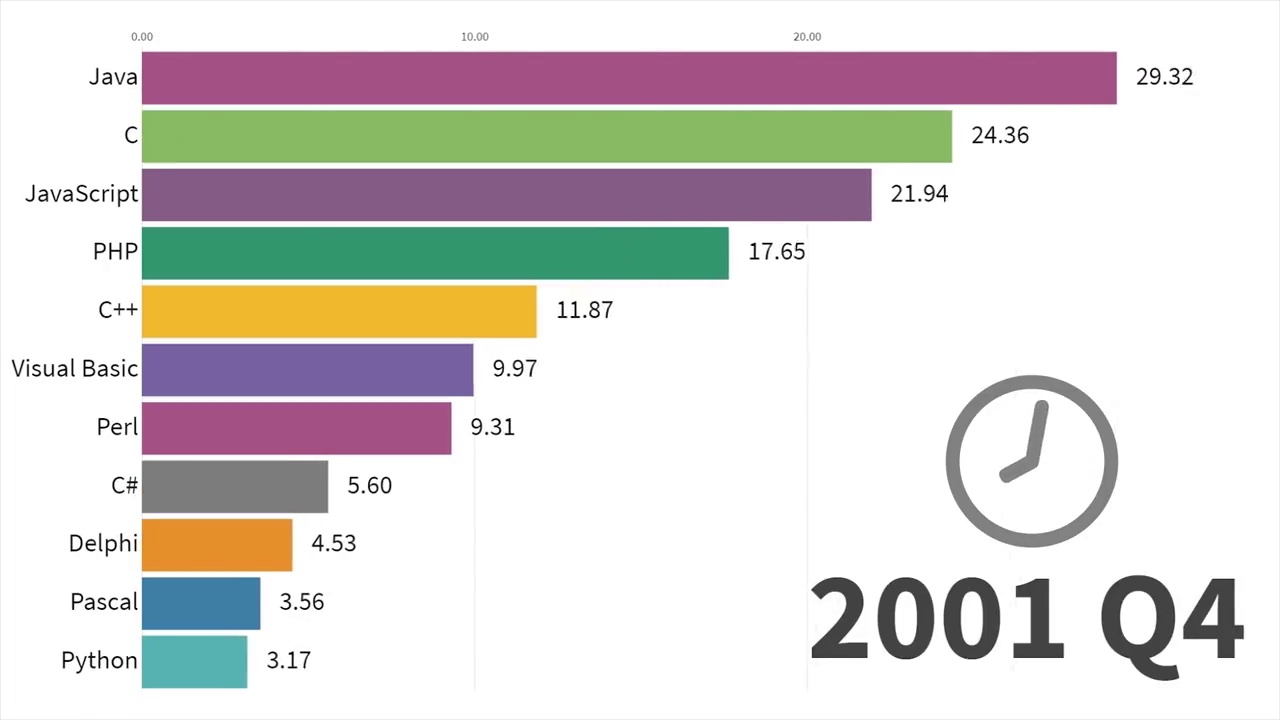 0.00 10.00 20.00
Java 29.32
C 24.36
JavaScript 21.94
PHP 17.65
C++ 11.87
Visual Basic 9.97
Perl 9.31
C# 5.60
Delphi 4.53
Pascal 3.56
Python 3.17
2001 Q4